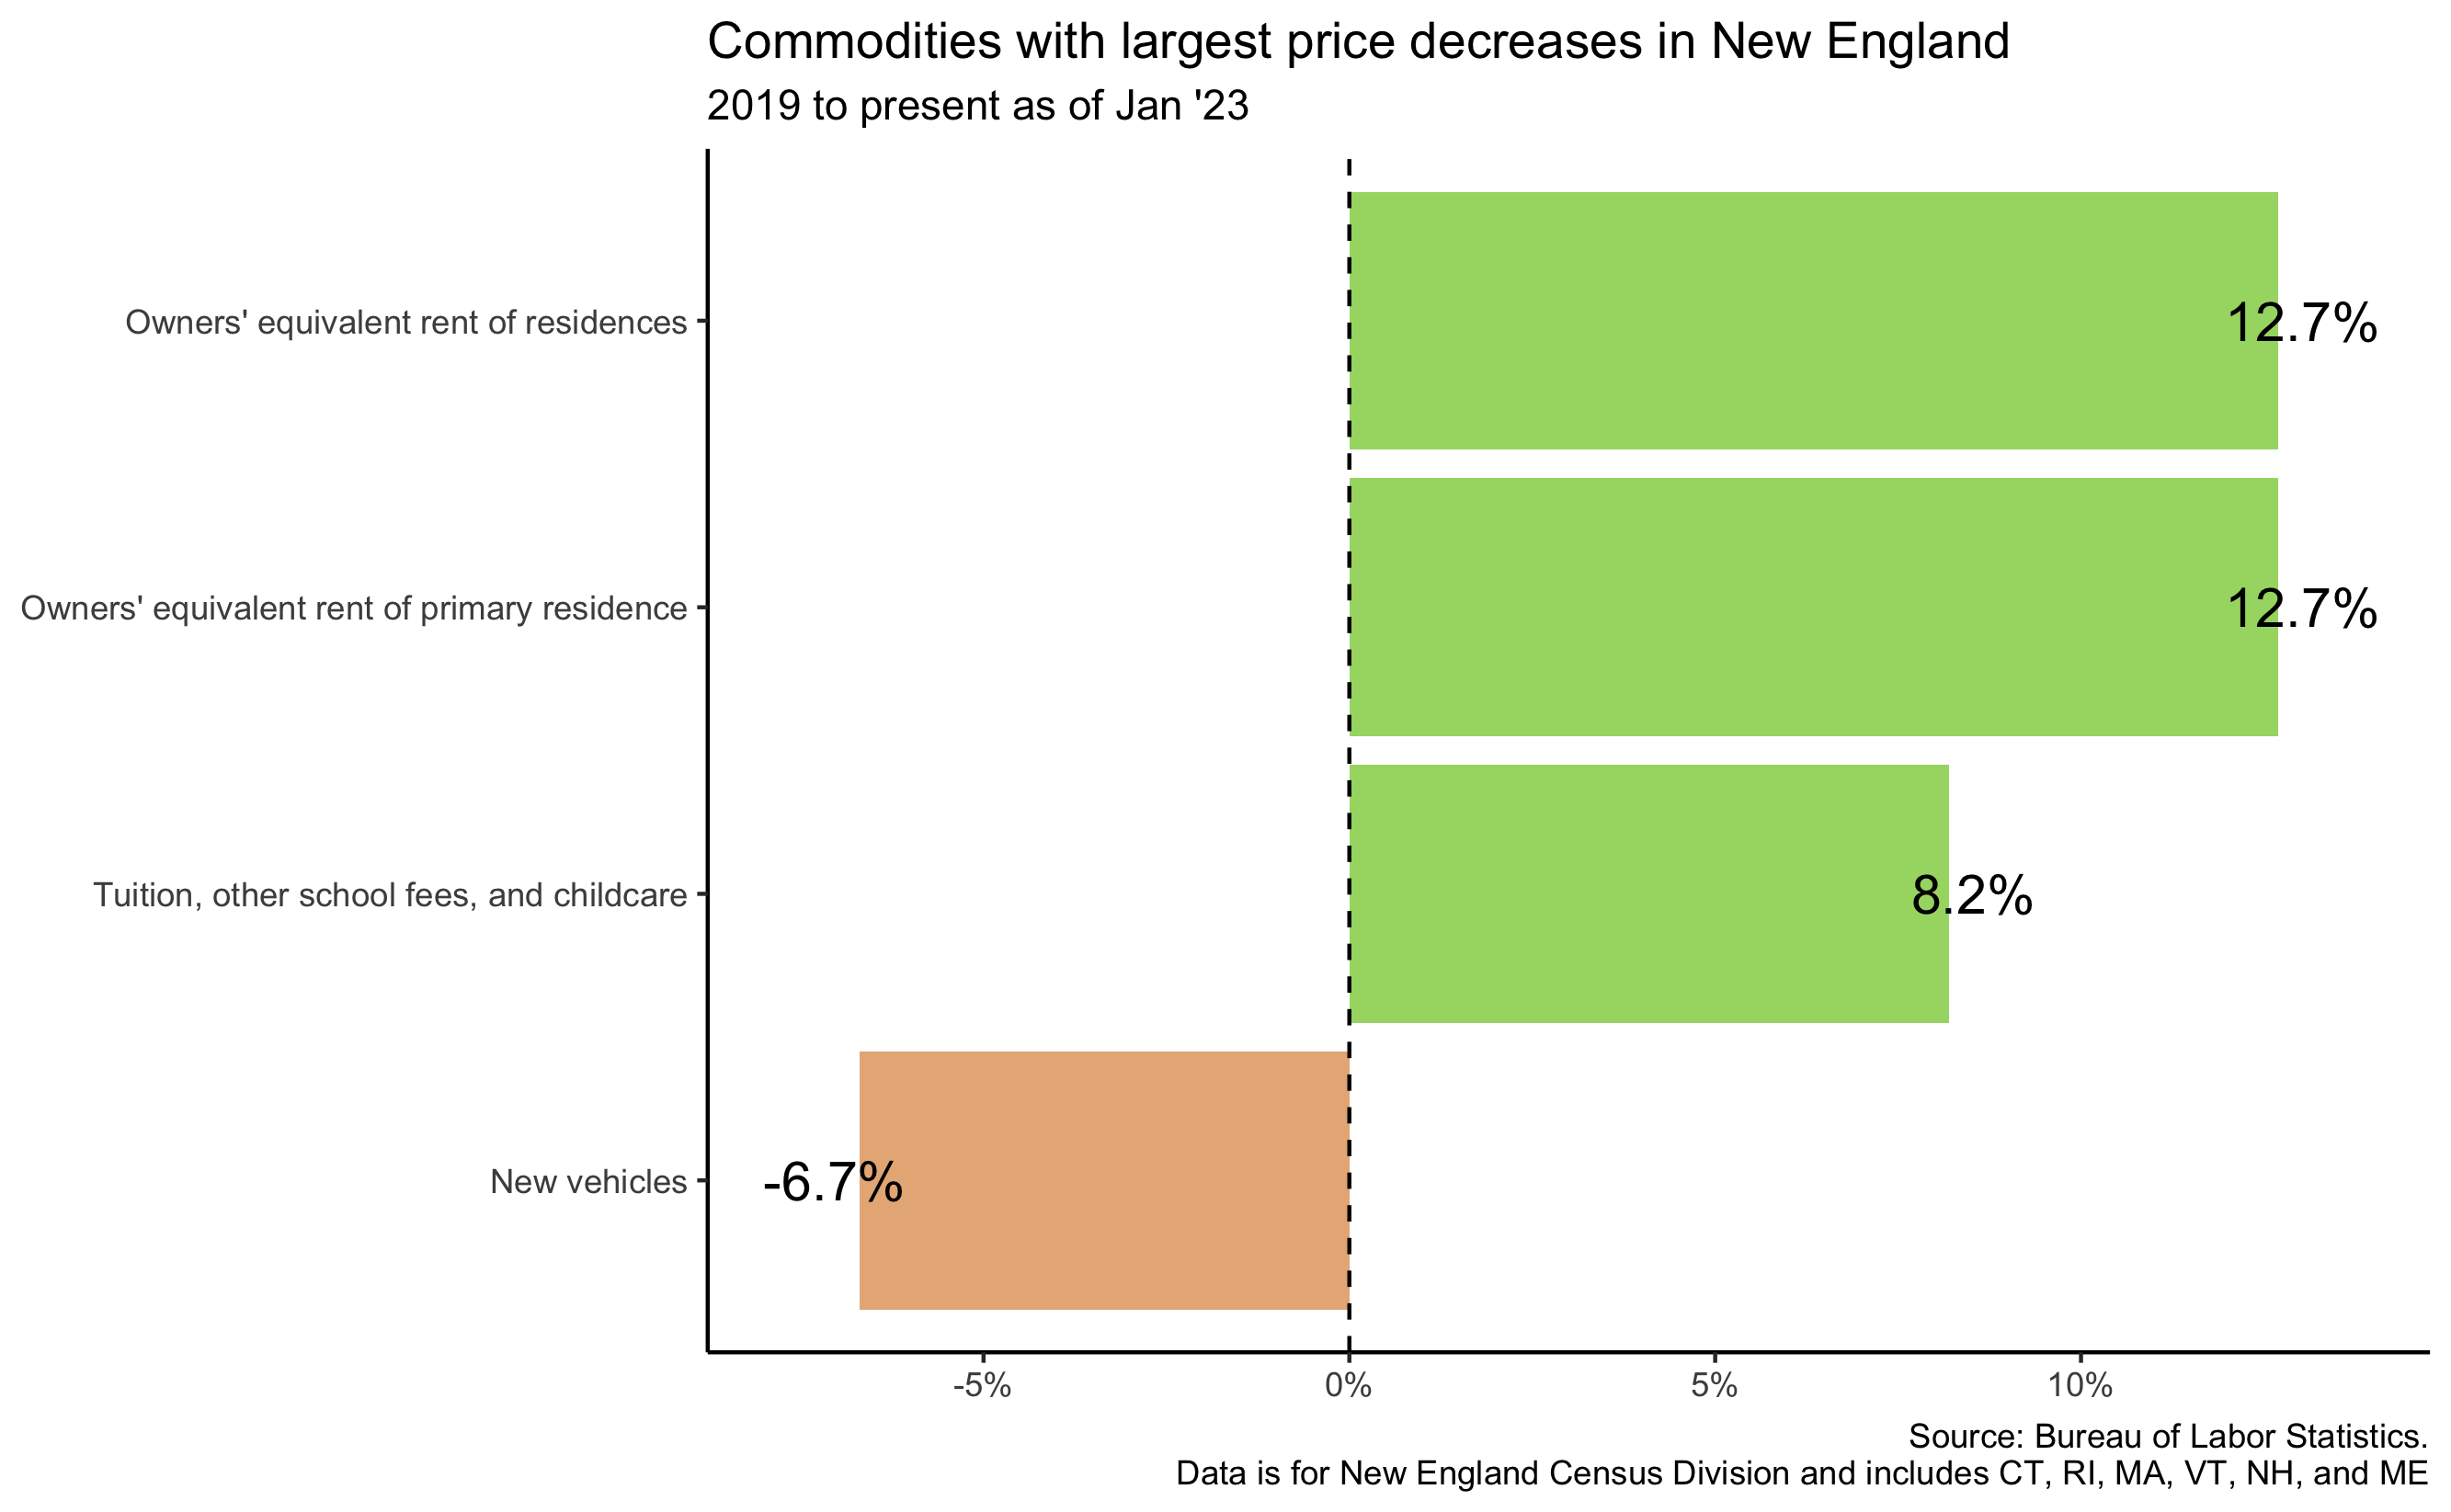 Commodities with largest price decreases in New England
2019 to present as of Jan '23
Owners' equivalent rent of residences
12.7%
Owners' equivalent rent of primary residence
12.7%
Tuition, other school fees, and childcare
8.2%
New vehicles
-6.7%
-5%
0%
5%
10%
Source: Bureau of Labor Statistics.
Data is for New England Census Division and includes CT, RI, MA, VT, NH, and ME